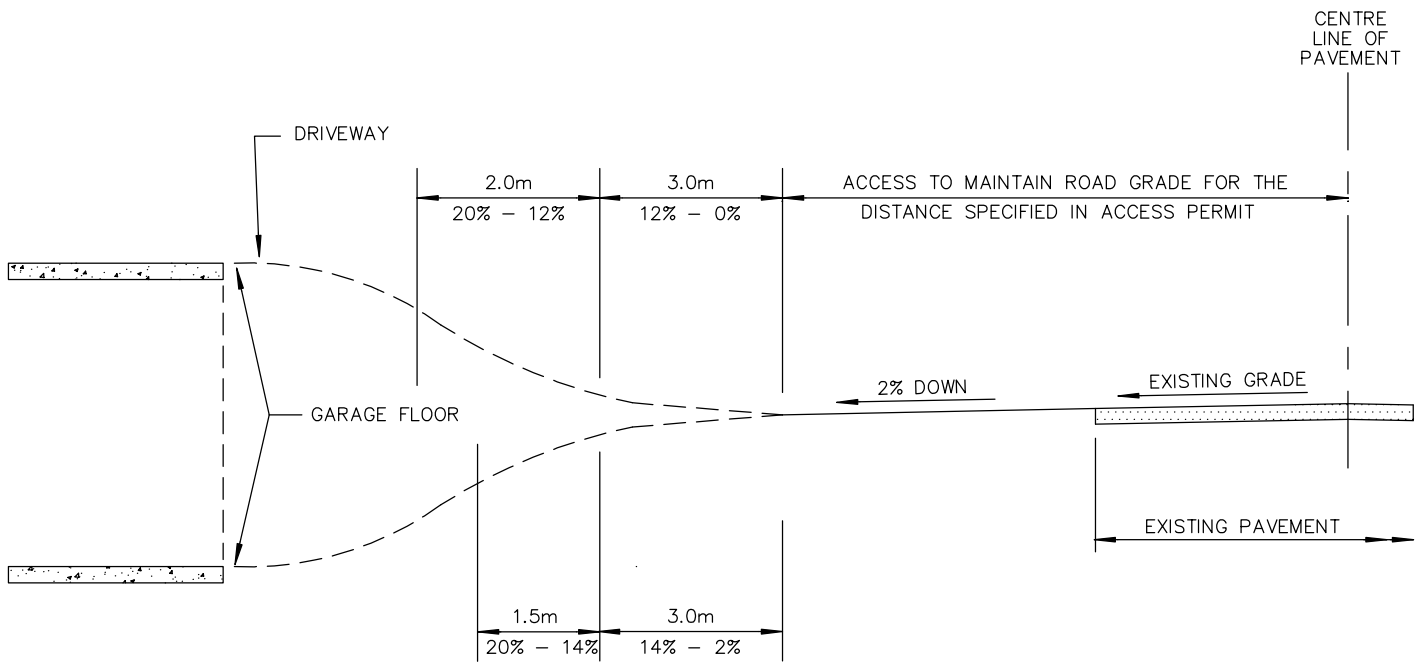 CENTRE
LINE OF
PAVEMENT
DRIVEWAY
2.0m
20% - 12%
3.0m
12% - 0%
ACCESS TO MAINTAIN ROAD GRADE FOR THE
DISTANCE SPECIFIED IN ACCESS PERMIT
2% DOWN
EXISTING GRADE
GARAGE FLOOR
EXISTING PAVEMENT
1.5m
20% - 14%
3.0m
14% - 2%